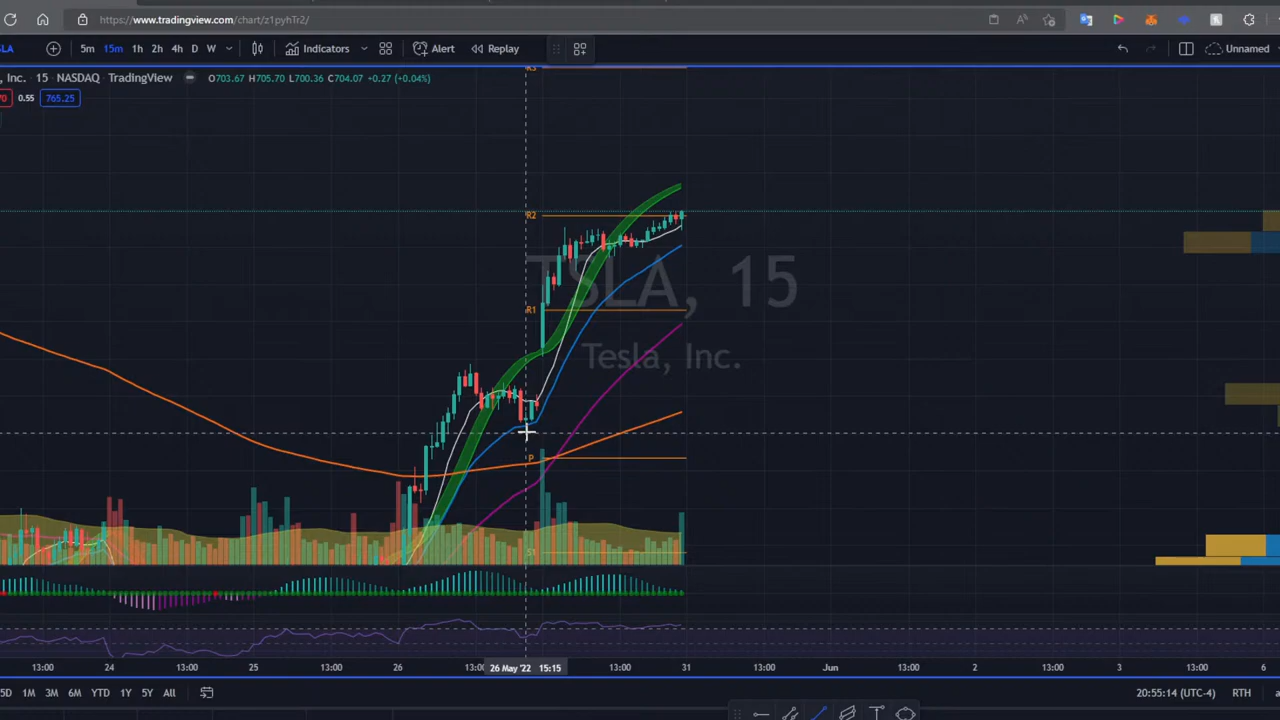 https://www.tradingview.com/chart/z1pyhTr2/
SLA 5m 15m 1h 2h 4h D W Indicators Alert Replay Unnamed
, Inc. · 15 · NASDAQ TradingView O703.67 H705.70 L700.36 C704.07 +0.27 (+0.04%)
70 0.55 765.25
R3
R2
TSLA, 15
R1
Tesla, Inc.
P
S1
13:00 24 13:00 25 13:00 26 13:00 26 May '22 15:15 13:00 31 13:00 Jun 13:00 2 13:00 3 13:00 6
5D 1M 3M 6M YTD 1Y 5Y All 20:55:14 (UTC-4) RTH